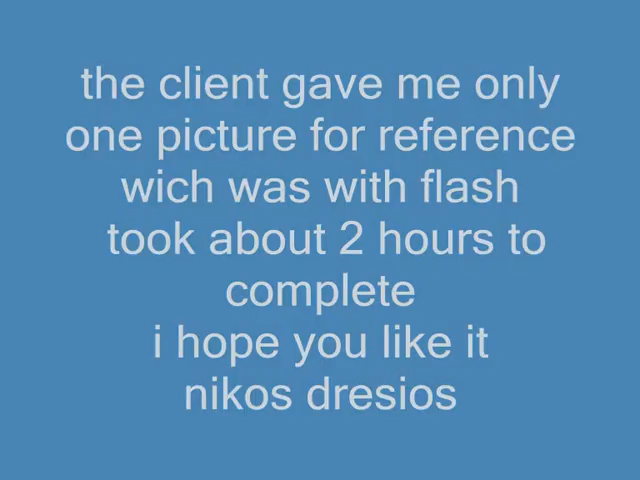 the client gave me only
one picture for reference
wich was with flash
took about 2 hours to
complete
i hope you like it
nikos dresios